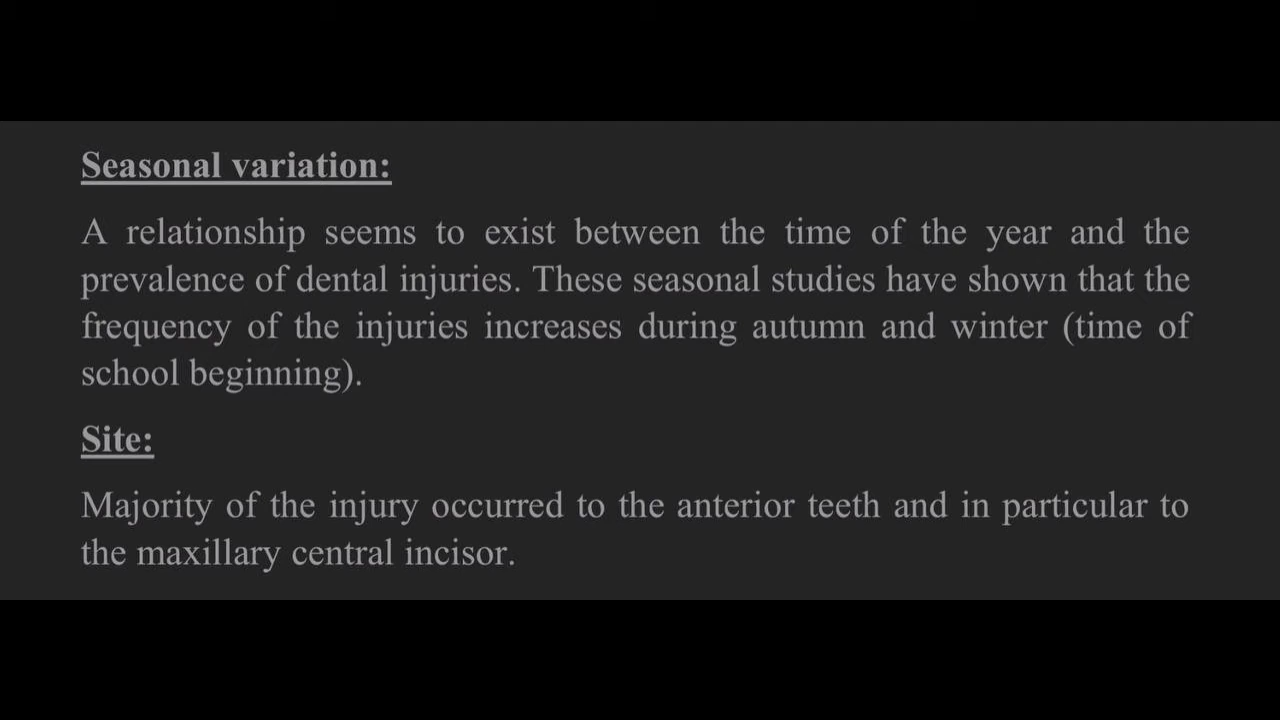 Seasonal variation:
A relationship seems to exist between the time of the year and the
prevalence of dental injuries. These seasonal studies have shown that the
frequency of the injuries increases during autumn and winter (time of
school beginning).
Site:
Majority of the injury occurred to the anterior teeth and in particular to
the maxillary central incisor.